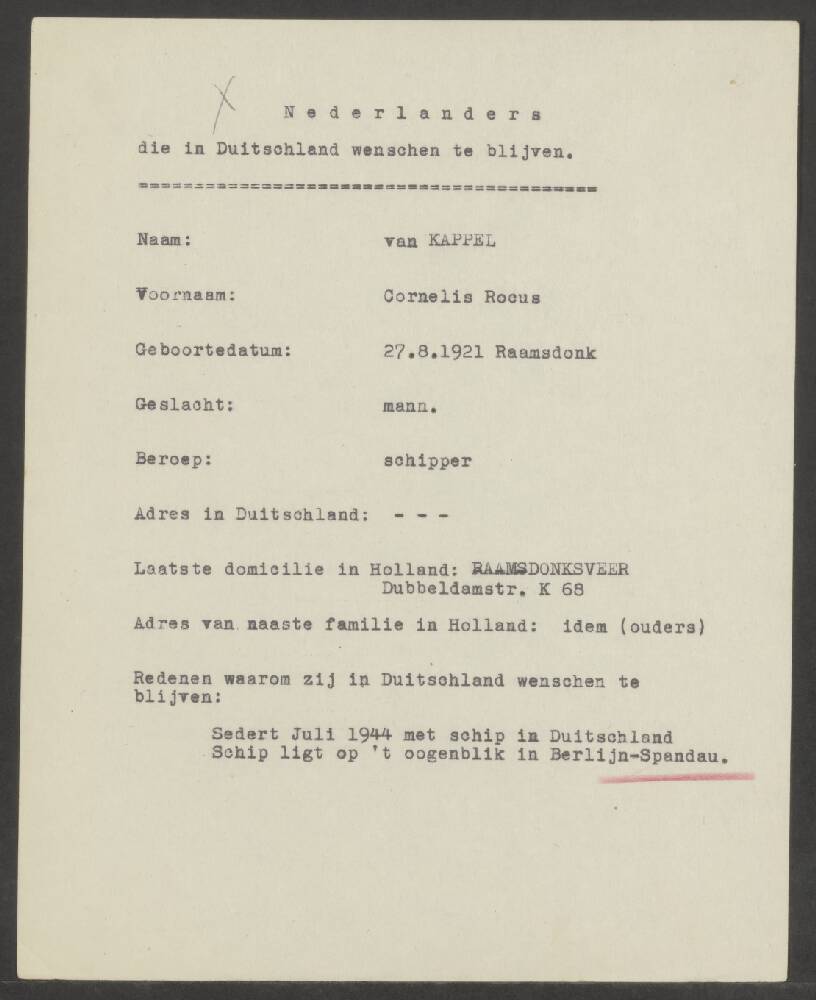 Nederlanders
die in Duitschland wenschen te blijven.
=========================================
Naam: van KAPPEL
Voornaam: Cornelis Rocus
Geboortedatum: 27.8.1921 Raamsdonk
Geslacht: mann.
Beroep: schipper
Adres in Duitschland: - - -
Laatste domicilie in Holland: RAAMSDONKSVEER
Dubbeldamstr. K 68
Adres van naaste familie in Holland: idem (ouders)
Redenen waarom zij in Duitschland wenschen te
blijven:
Sedert Juli 1944 met schip in Duitschland
Schip ligt op 't oogenblik in Berlijn-Spandau.